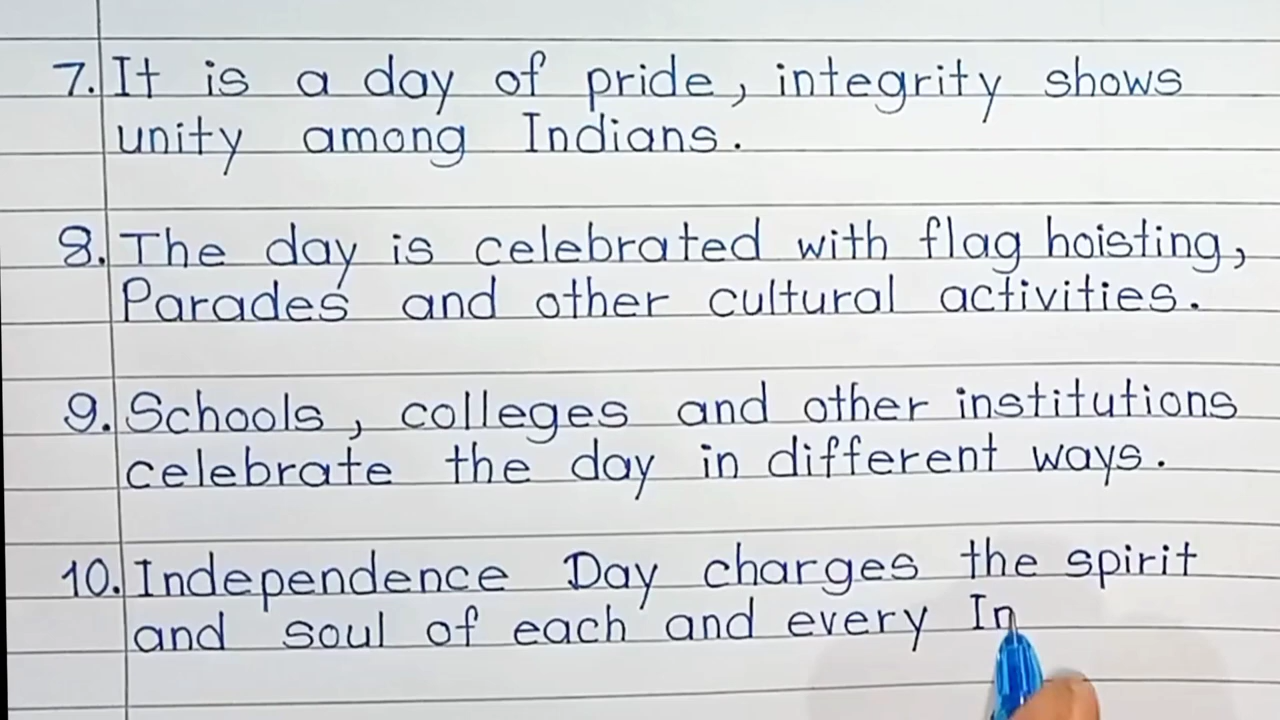 7. It is a day of pride, integrity shows
unity among Indians.
8. The day is celebrated with flag hoisting,
Parades and other cultural activities.
9. Schools, colleges and other institutions
celebrate the day in different ways.
10. Independence Day charges the spirit
and soul of each and every In